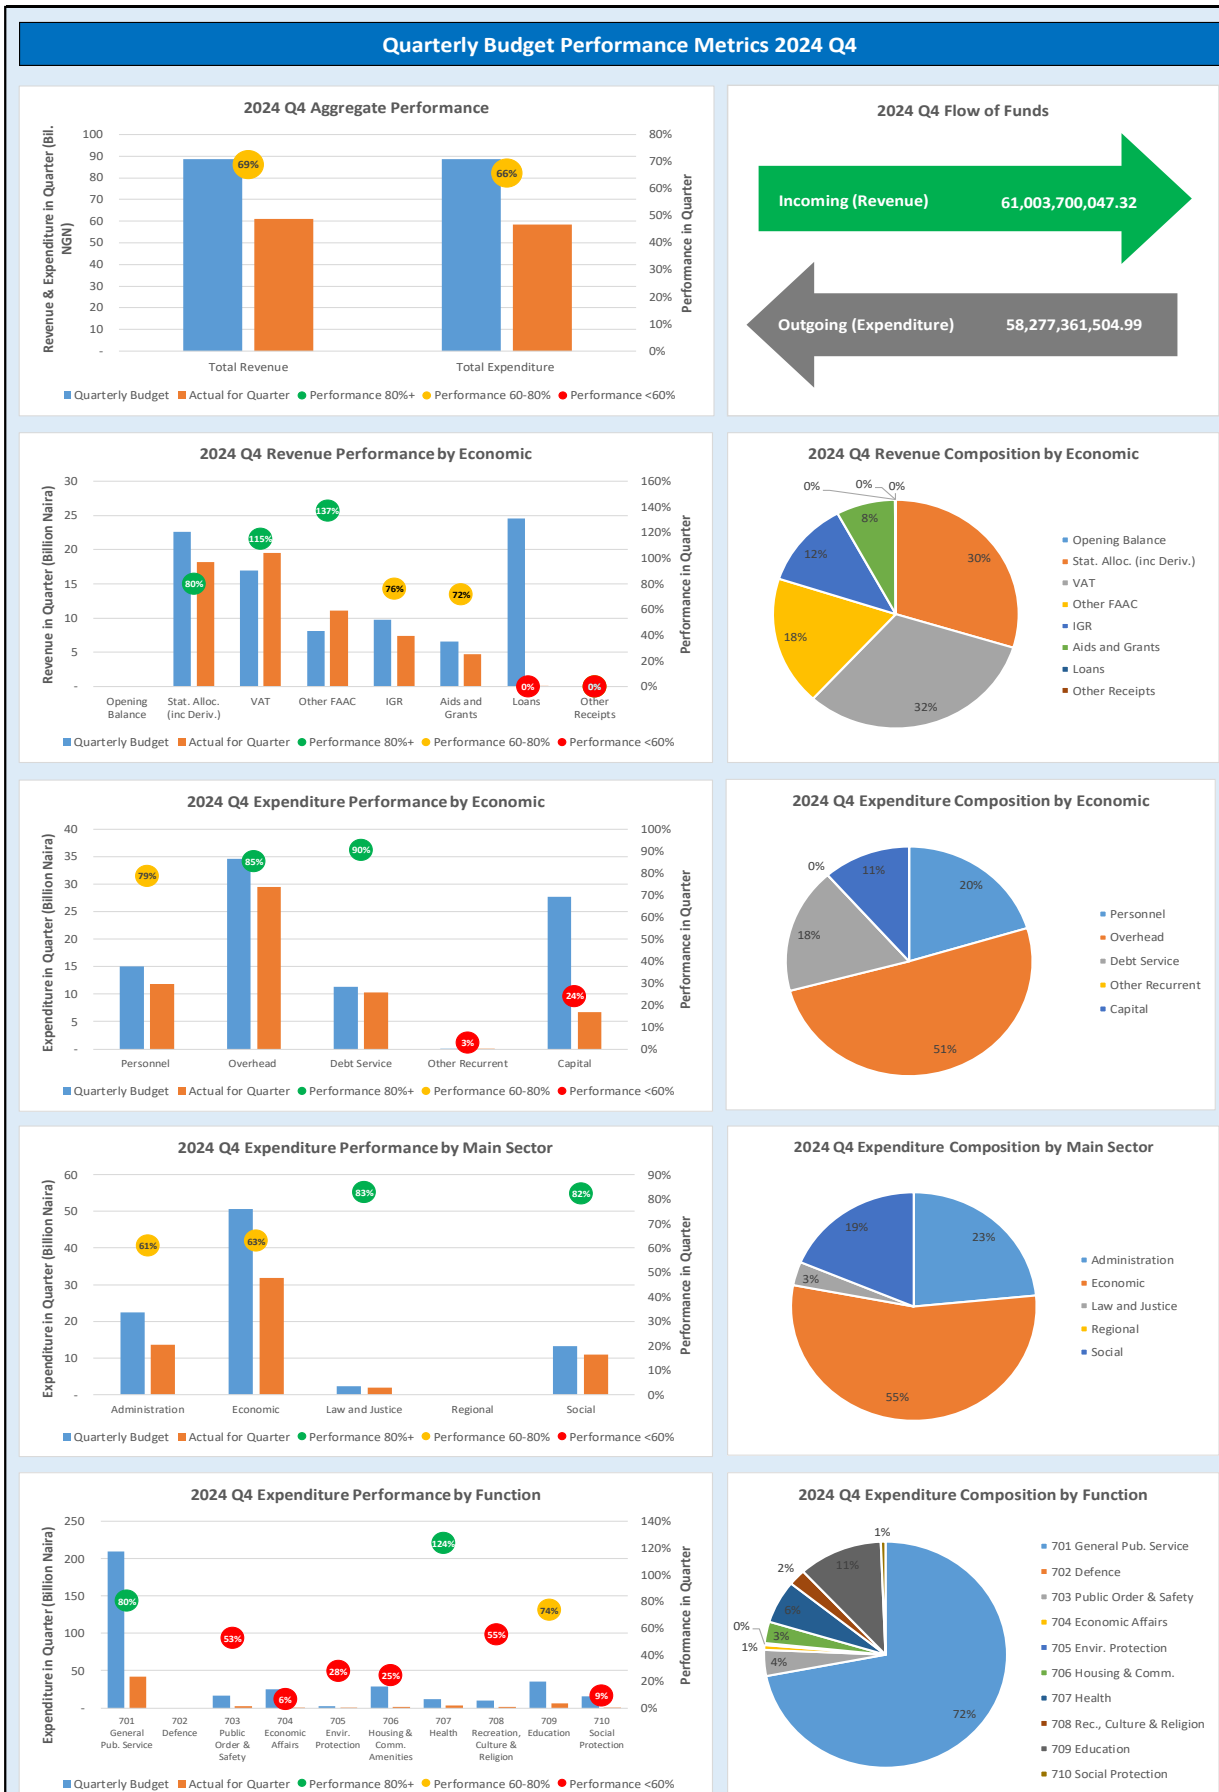 Quarterly Budget Performance Metrics 2024 Q4
2024 Q4 Aggregate Performance
Revenue & Expenditure in Quarter (Bil.
NGN)
100
90
80
70
60
50
40
30
20
10
-
80%
70%
60%
50%
40%
30%
20%
10%
0%
Performance in Quarter
69%
66%
Total Revenue
Total Expenditure
Quarterly Budget Actual for Quarter Performance 80%+ Performance 60-80% Performance <60%
2024 Q4 Flow of Funds
Incoming (Revenue) 61,003,700,047.32
Outgoing (Expenditure) 58,277,361,504.99
2024 Q4 Revenue Performance by Economic
Revenue in Quarter (Billion Naira)
30
25
20
15
10
5
-
160%
140%
120%
100%
80%
60%
40%
20%
0%
Performance in Quarter
80%
115%
137%
76%
72%
0%
0%
Opening
Balance
Stat. Alloc.
(inc Deriv.)
VAT
Other FAAC
IGR
Aids and
Grants
Loans
Other
Receipts
Quarterly Budget Actual for Quarter Performance 80%+ Performance 60-80% Performance <60%
2024 Q4 Revenue Composition by Economic
0%
0%
0%
30%
32%
18%
12%
8%
Opening Balance
Stat. Alloc. (inc Deriv.)
VAT
Other FAAC
IGR
Aids and Grants
Loans
Other Receipts
2024 Q4 Expenditure Performance by Economic
Expenditure in Quarter (Billion Naira)
40
35
30
25
20
15
10
5
-
100%
90%
80%
70%
60%
50%
40%
30%
20%
10%
0%
Performance in Quarter
79%
85%
90%
3%
24%
Personnel
Overhead
Debt Service
Other Recurrent
Capital
Quarterly Budget Actual for Quarter Performance 80%+ Performance 60-80% Performance <60%
2024 Q4 Expenditure Composition by Economic
20%
51%
18%
0%
11%
Personnel
Overhead
Debt Service
Other Recurrent
Capital
2024 Q4 Expenditure Performance by Main Sector
Expenditure in Quarter (Billion Naira)
60
50
40
30
20
10
-
90%
80%
70%
60%
50%
40%
30%
20%
10%
0%
Performance in Quarter
61%
63%
83%
82%
Administration
Economic
Law and Justice
Regional
Social
Quarterly Budget Actual for Quarter Performance 80%+ Performance 60-80% Performance <60%
2024 Q4 Expenditure Composition by Main Sector
23%
55%
3%
19%
Administration
Economic
Law and Justice
Regional
Social
2024 Q4 Expenditure Performance by Function
Expenditure in Quarter (Billion Naira)
250
200
150
100
50
-
140%
120%
100%
80%
60%
40%
20%
0%
Performance in Quarter
80%
53%
6%
28%
25%
124%
55%
74%
9%
701
General
Pub. Service
702
Defence
703
Public
Order &
Safety
704
Economic
Affairs
705
Envir.
Protection
706
Housing &
Comm.
Amenities
707
Health
708
Recreation,
Culture &
Religion
709
Education
710
Social
Protection
Quarterly Budget Actual for Quarter Performance 80%+ Performance 60-80% Performance <60%
2024 Q4 Expenditure Composition by Function
1%
11%
2%
6%
3%
0%
1%
4%
72%
701 General Pub. Service
702 Defence
703 Public Order & Safety
704 Economic Affairs
705 Envir. Protection
706 Housing & Comm.
707 Health
708 Rec., Culture & Religion
709 Education
710 Social Protection